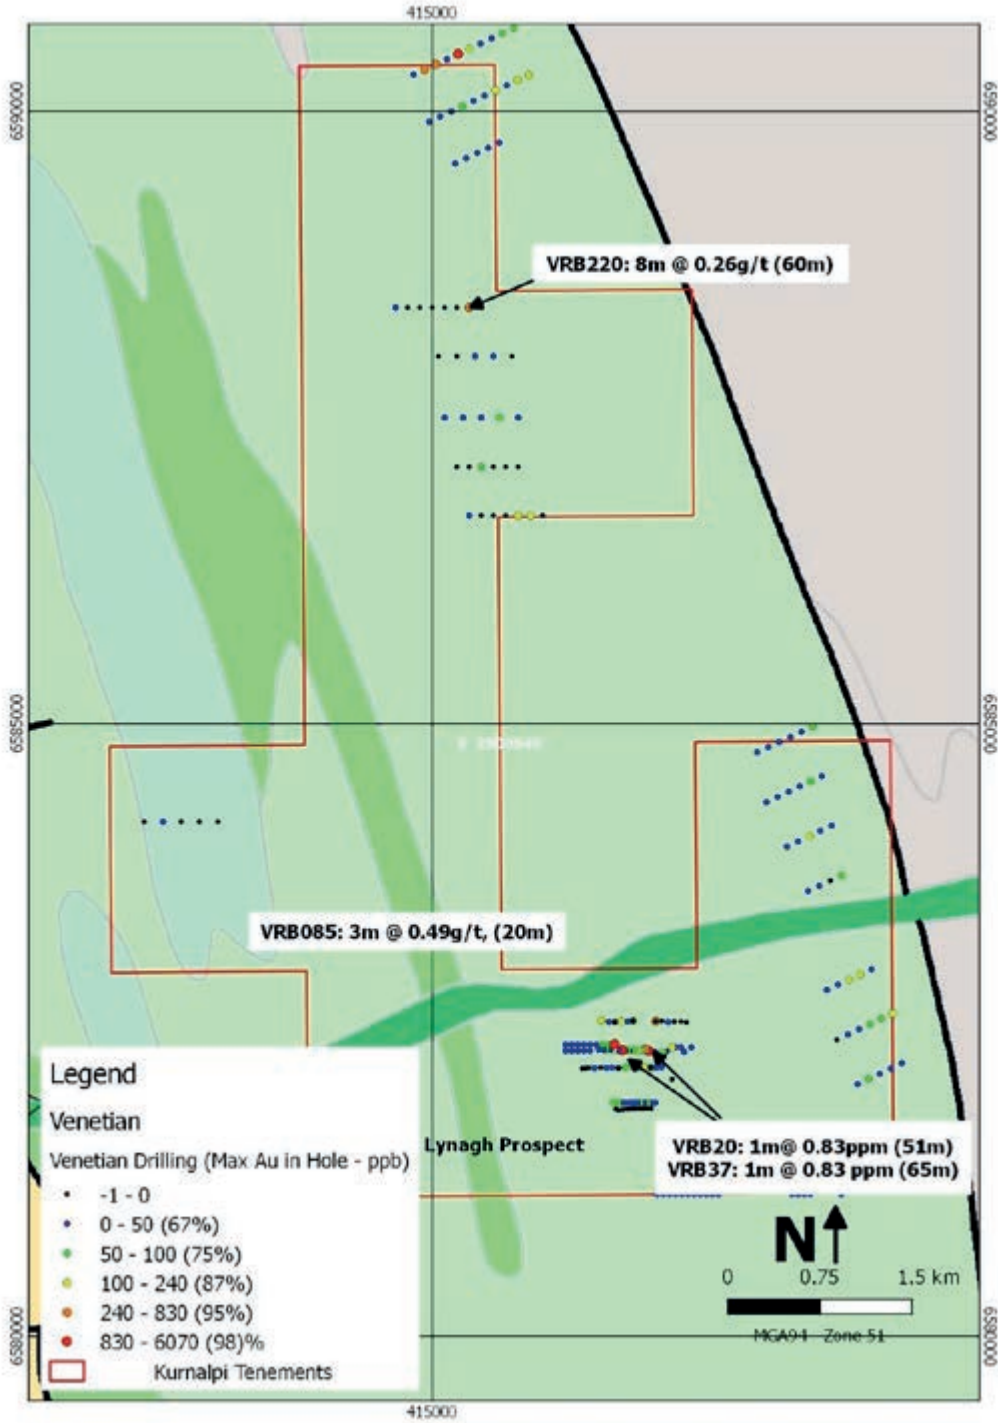 415000
6590000
6590000
VRB220: 8m @ 0.26g/t (60m)
6585000
6585000
VRB085: 3m @ 0.49g/t, (20m)
Lynagh Prospect
VRB20: 1m@ 0.83ppm (51m)
VRB37: 1m @ 0.83 ppm (65m)
Legend
Venetian
Venetian Drilling (Max Au in Hole - ppb)
-1 - 0
0 - 50 (67%)
50 - 100 (75%)
100 - 240 (87%)
240 - 830 (95%)
830 - 6070 (98)%
Kurnalpi Tenements
N
0 0.75 1.5 km
MGA94 Zone 51
6580000
6580000
415000